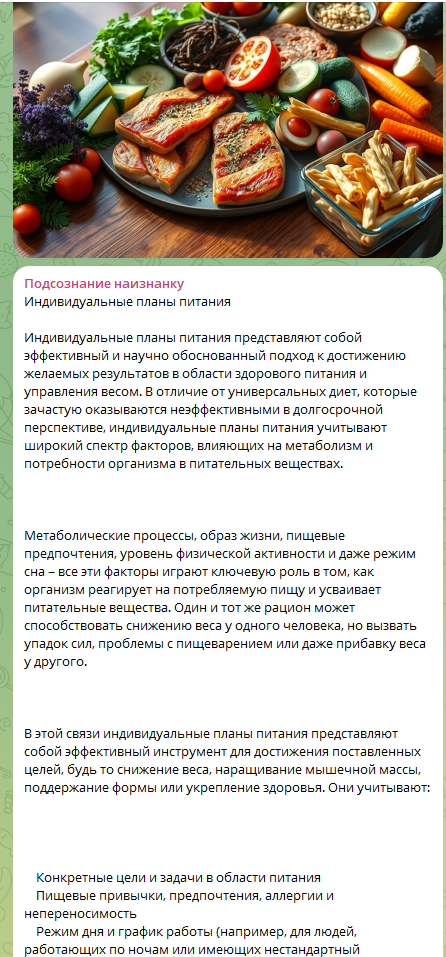 Подсознание наизнанку
Индивидуальные планы питания
Индивидуальные планы питания представляют собой
эффективный и научно обоснованный подход к достижению
желаемых результатов в области здорового питания и
управления весом. В отличие от универсальных диет, которые
зачастую оказываются неэффективными в долгосрочной
перспективе, индивидуальные планы питания учитывают
широкий спектр факторов, влияющих на метаболизм и
потребности организма в питательных веществах.
Метаболические процессы, образ жизни, пищевые
предпочтения, уровень физической активности и даже режим
сна – все эти факторы играют ключевую роль в том, как
организм реагирует на потребляемую пищу и усваивает
питательные вещества. Один и тот же рацион может
способствовать снижению веса у одного человека, но вызвать
упадок сил, проблемы с пищеварением или даже прибавку веса
у другого.
В этой связи индивидуальные планы питания представляют
собой эффективный инструмент для достижения поставленных
целей, будь то снижение веса, наращивание мышечной массы,
поддержание формы или укрепление здоровья. Они учитывают:
Конкретные цели и задачи в области питания
Пищевые привычки, предпочтения, аллергии и
непереносимость
Режим дня и график работы (например, для людей,
работающих по ночам или имеющих нестандартный